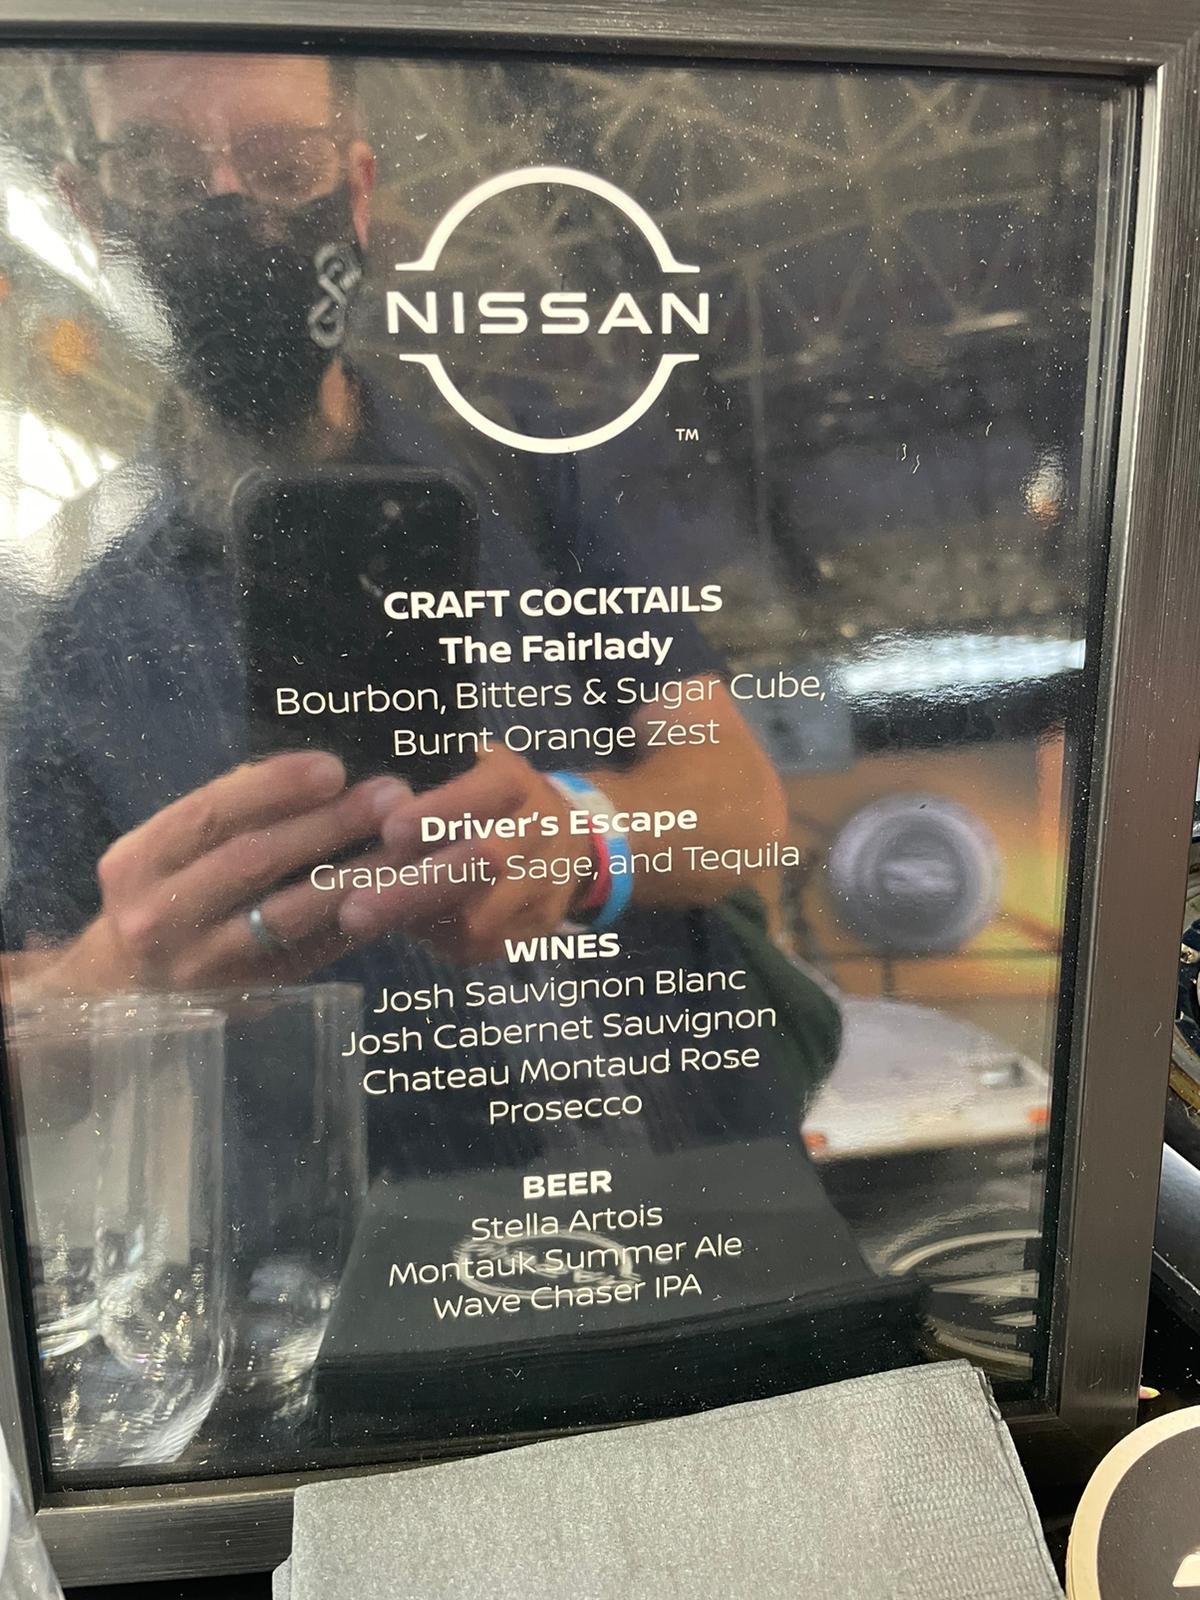 NISSAN
TM
CRAFT COCKTAILS
The Fairlady
Bourbon, Bitters & Sugar Cube,
Burnt Orange Zest
Driver's Escape
Grapefruit, Sage, and Tequila
WINES
Josh Sauvignon Blanc
Josh Cabernet Sauvignon
Chateau Montaud Rose
Prosecco
BEER
Stella Artois
Montauk Summer Ale
Wave Chaser IPA